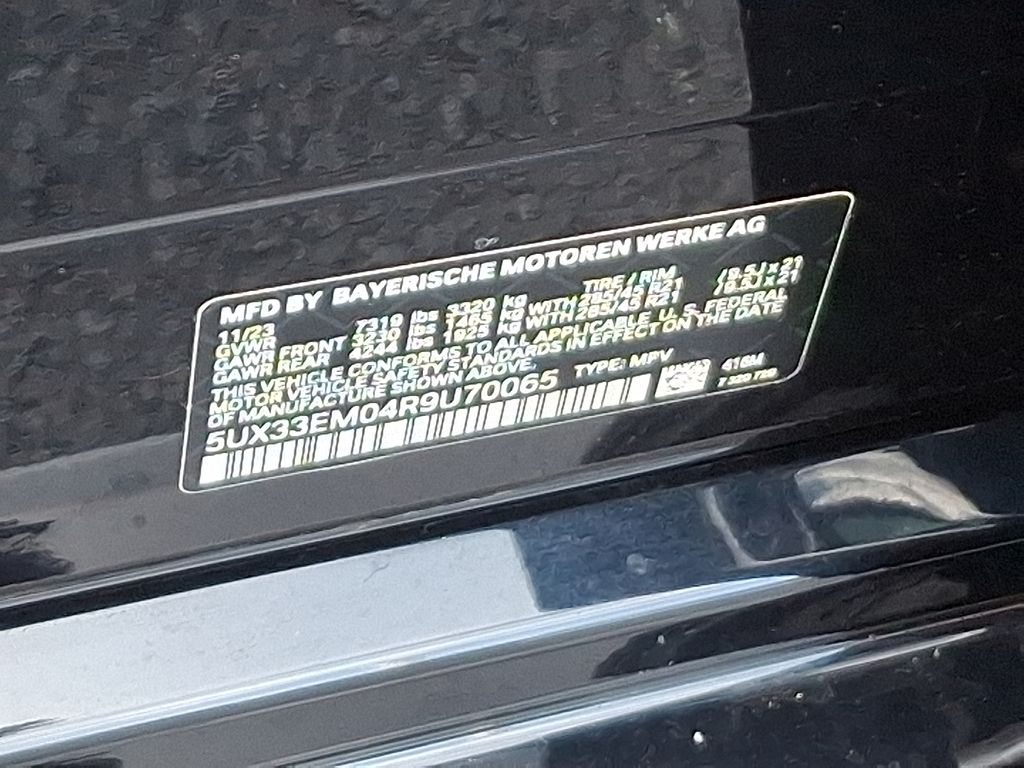 MFD BY BAYERISCHE MOTOREN WERKE AG
11/23 TIRE / RIM
GVWR 7319 lbs 3320 kg
GAWR FRONT 3230 lbs 1465 kg WITH 285/45 R21 /9.5J x 21
GAWR REAR 4244 lbs 1925 kg WITH 285/45 R21 /9.5J x 21
THIS VEHICLE CONFORMS TO ALL APPLICABLE U. S. FEDERAL
MOTOR VEHICLE SAFETY STANDARDS IN EFFECT ON THE DATE
OF MANUFACTURE SHOWN ABOVE.
5UX33EM04R9U70065 TYPE: MPV
416M